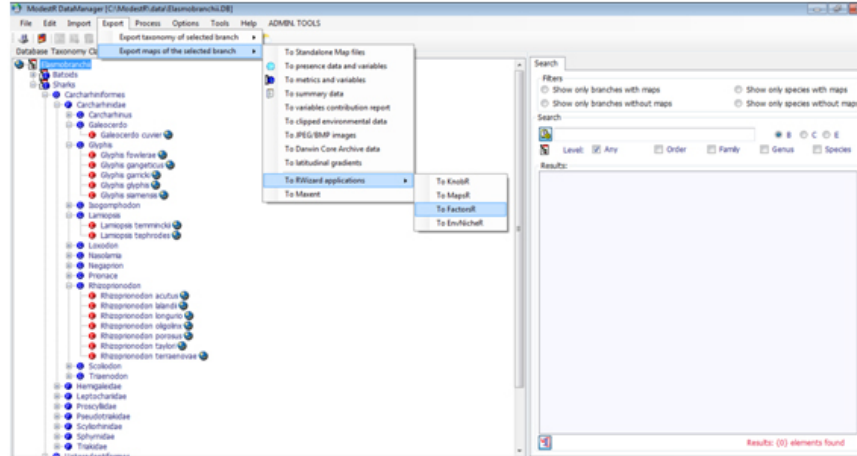 ModestR DataManager [C:\ModestR\data\Elasmobranchii.DB]
File Edit Import Export Process Options Tools Help ADMIN. TOOLS
Export taxonomy of selected branch
Export maps of the selected branch
Database Taxonomy
To Standalone Map files
To presence data and variables
To metrics and variables
To summary data
To variables contribution report
To clipped environmental data
To JPEG/BMP images
To Darwin Core Archive data
To latitudinal gradients
To RWizard applications
To Maxent
To KnobR
To MapsR
To FactorsR
To EnvNicheR
Elasmobranchii
Batoids
Sharks
Carcharhiniformes
Carcharhinidae
Carcharhinus
Galeocerdo
Galeocerdo cuvier
Glyphis
Glyphis fowlerae
Glyphis gangeticus
Glyphis garricki
Glyphis glyphis
Glyphis siamensis
Isogomphodon
Lamiopsis
Lamiopsis temminckii
Lamiopsis tephrodes
Loxodon
Nasolamia
Negaprion
Prionace
Rhizoprionodon
Rhizoprionodon acutus
Rhizoprionodon lalandii
Rhizoprionodon longurio
Rhizoprionodon oligolinx
Rhizoprionodon porosus
Rhizoprionodon taylori
Rhizoprionodon terraenovae
Scoliodon
Triaenodon
Hemigaleidae
Leptochariidae
Proscylliidae
Pseudotriakidae
Scyliorhinidae
Sphyrnidae
Triakidae
Heterodontiformes
Search
Filters
Show only branches with maps Show only species with maps
Show only branches without maps Show only species without maps
Search
B C E
Level: Any Order Family Genus Species
Results:
Results: (0) elements found